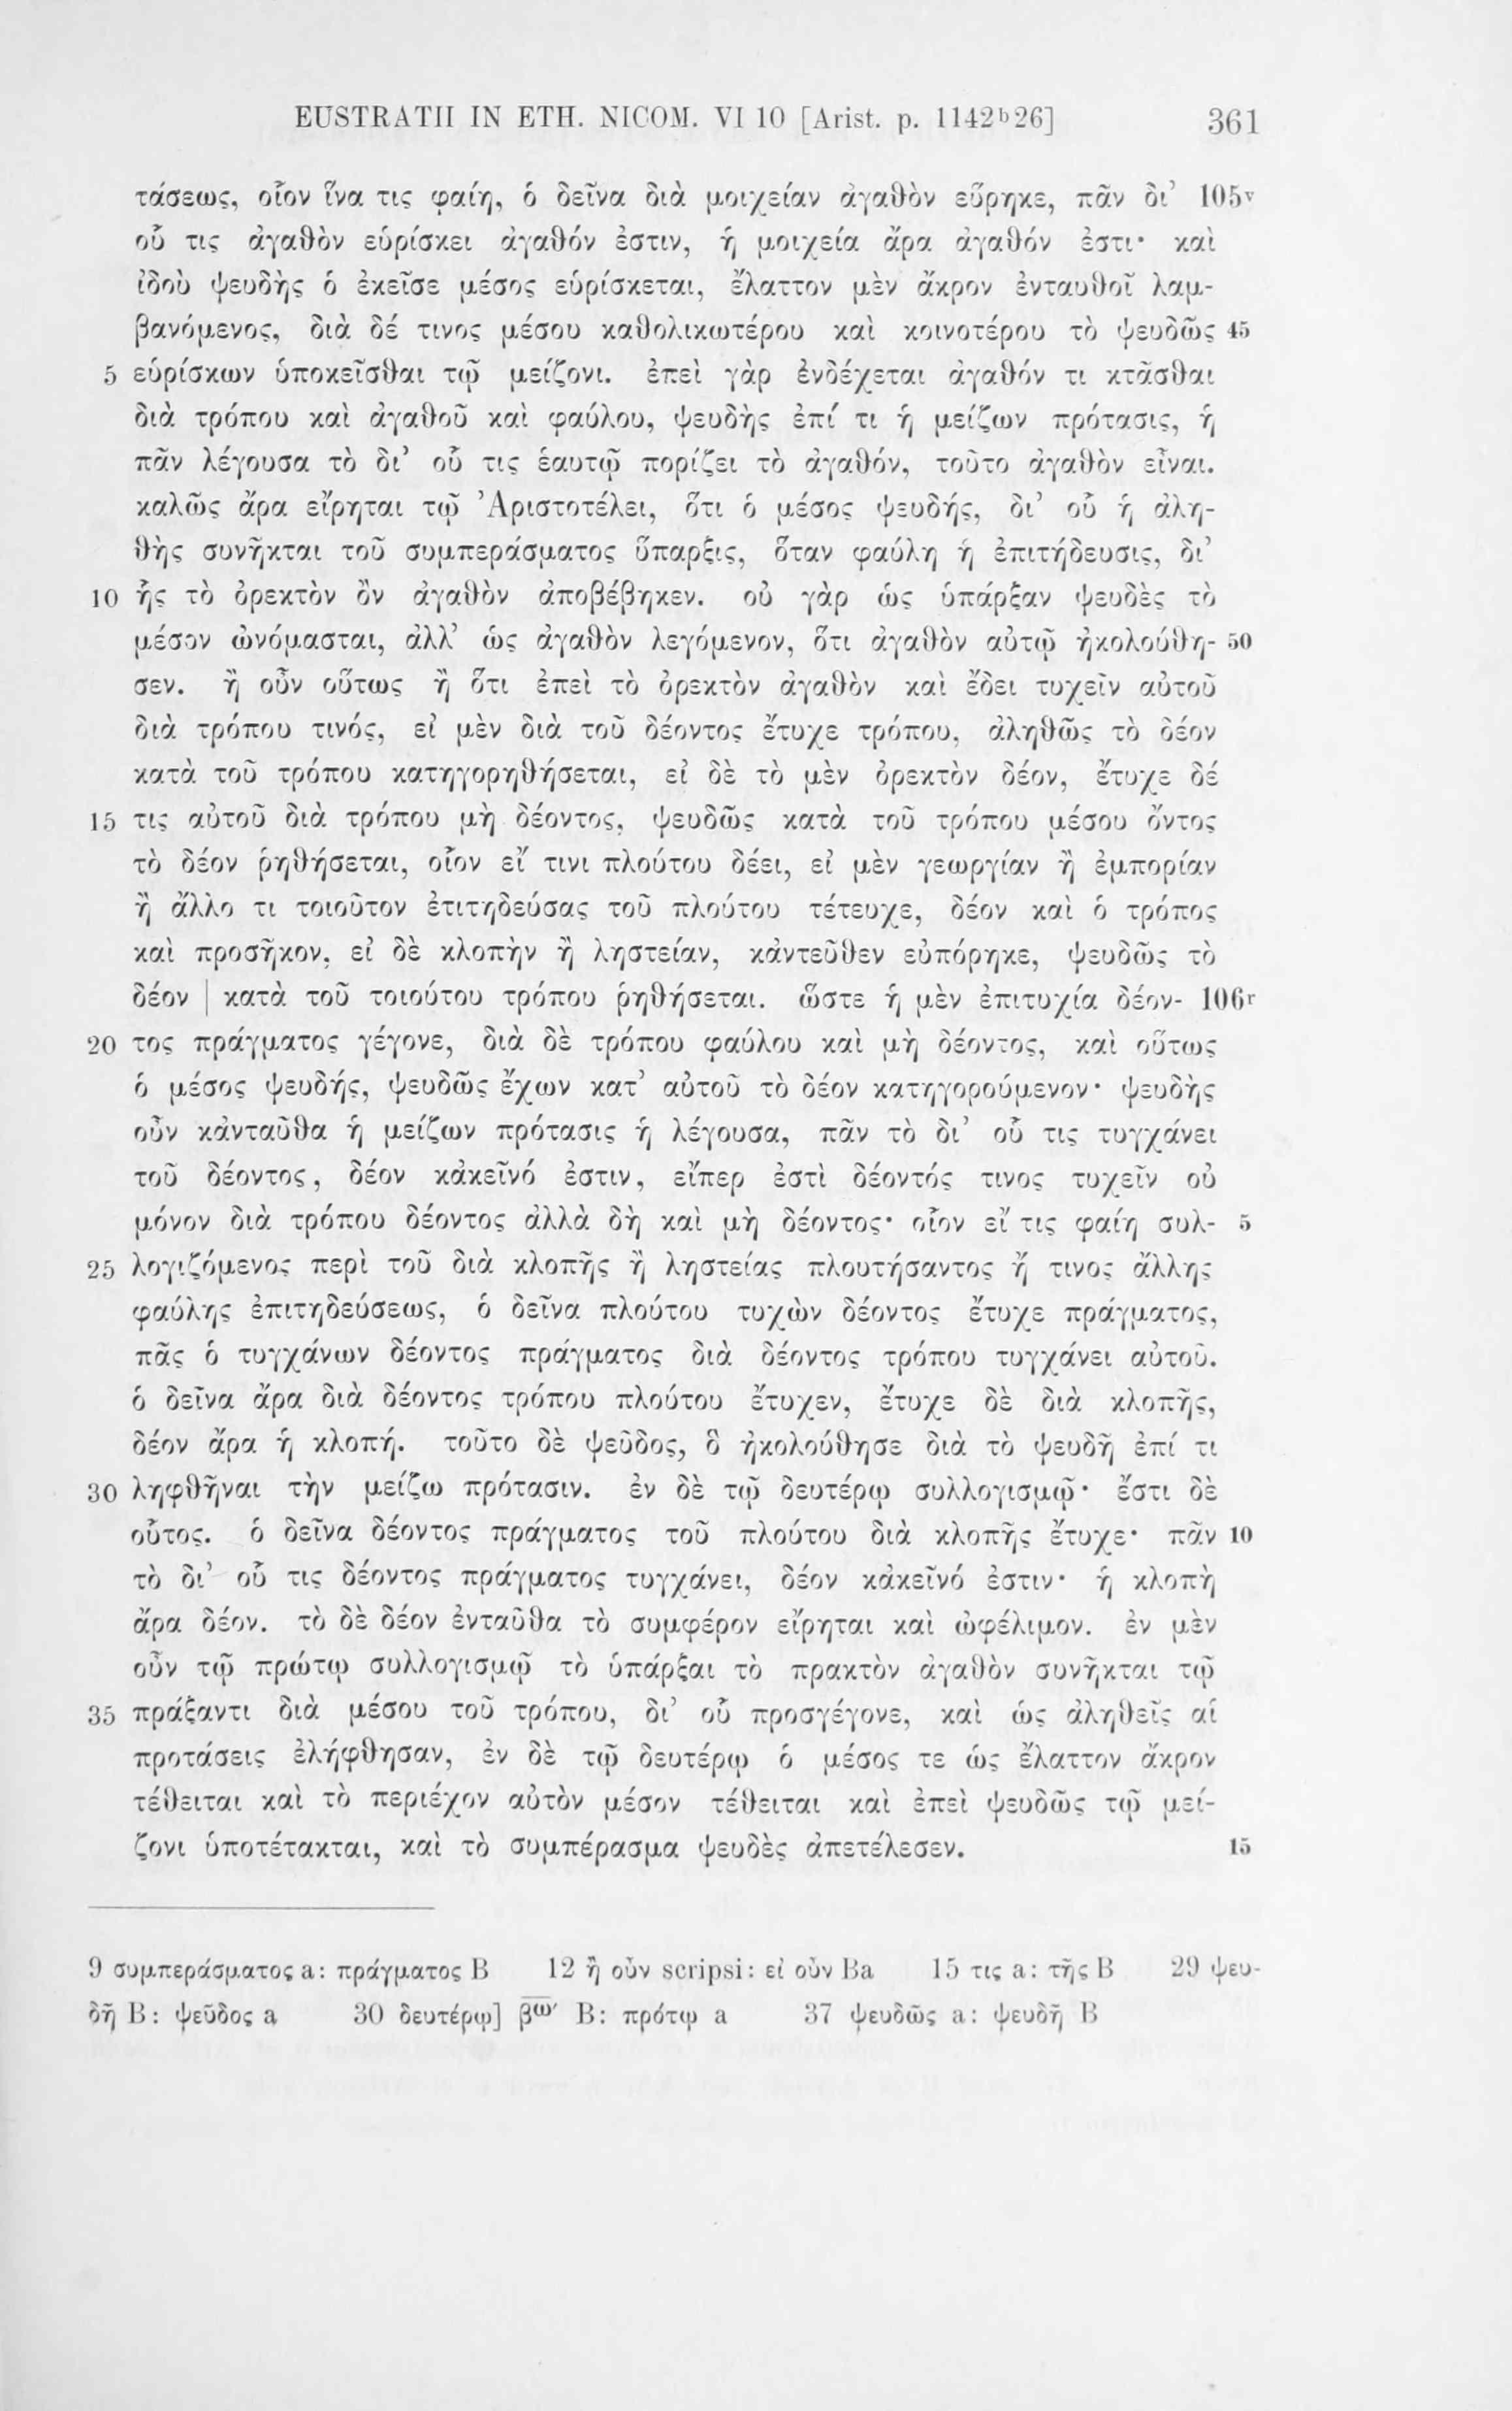 EUSTRATII IN ETH. NICOM. VI 10 [Arist. p. 1142b26] 361
τάσεως, οἷον ἵνα τις φαίη, ὁ δεῖνα διὰ μοιχείαν ἀγαθὸν εὕρηκε, πᾶν δι’ 105v
οὗ τις ἀγαθὸν εὑρίσκει ἀγαθόν ἐστιν, ἡ μοιχεία ἄρα ἀγαθόν ἐστι· καὶ
ἰδοὺ ψευδὴς ὁ ἐκεῖσε μέσος εὑρίσκεται, ἔλαττον μὲν ἄκρον ἐνταυθοῖ λαμ-
βανόμενος, διὰ δέ τινος μέσου καθολικωτέρου καὶ κοινοτέρου τὸ ψευδῶς 45
5 εὑρίσκων ὑποκεῖσθαι τῷ μείζονι. ἐπεὶ γὰρ ἐνδέχεται ἀγαθόν τι κτᾶσθαι
διὰ τρόπου καὶ ἀγαθοῦ καὶ φαύλου, ψευδὴς ἐπί τι ἡ μείζων πρότασις, ἡ
πᾶν λέγουσα τὸ δι’ οὗ τις ἑαυτῷ πορίζει τὸ ἀγαθόν, τοῦτο ἀγαθὸν εἶναι.
καλῶς ἄρα εἴρηται τῷ Ἀριστοτέλει, ὅτι ὁ μέσος ψευδής, δι’ οὗ ἡ ἀλη-
θὴς συνῆκται τοῦ συμπεράσματος ὕπαρξις, ὅταν φαύλη ἡ ἐπιτήδευσις, δι’
10 ἧς τὸ ὀρεκτὸν ὂν ἀγαθὸν ἀποβέβηκεν. οὐ γὰρ ὡς ὑπάρξαν ψευδὲς τὸ
μέσον ὠνόμασται, ἀλλ’ ὡς ἀγαθὸν λεγόμενον, ὅτι ἀγαθὸν αὐτῷ ἠκολούθη- 50
σεν. ἢ οὖν οὕτως ἢ ὅτι ἐπεὶ τὸ ὀρεκτὸν ἀγαθὸν καὶ ἔδει τυχεῖν αὐτοῦ
διὰ τρόπου τινός, εἰ μὲν διὰ τοῦ δέοντος ἔτυχε τρόπου, ἀληθῶς τὸ δέον
κατὰ τοῦ τρόπου κατηγορηθήσεται, εἰ δὲ τὸ μὲν ὀρεκτὸν δέον, ἔτυχε δέ
15 τις αὐτοῦ διὰ τρόπου μὴ δέοντος, ψευδῶς κατὰ τοῦ τρόπου μέσου ὄντος
τὸ δέον ῥηθήσεται, οἷον εἴ τινι πλούτου δέει, εἰ μὲν γεωργίαν ἢ ἐμπορίαν
ἢ ἄλλο τι τοιοῦτον ἐτιτηδεύσας τοῦ πλούτου τέτευχε, δέον καὶ ὁ τρόπος
καὶ προσῆκον, εἰ δὲ κλοπὴν ἢ λῃστείαν, κἀντεῦθεν εὐπόρηκε, ψευδῶς τὸ
δέον | κατὰ τοῦ τοιούτου τρόπου ῥηθήσεται. ὥστε ἡ μὲν ἐπιτυχία δέον- 106r
20 τος πράγματος γέγονε, διὰ δὲ τρόπου φαύλου καὶ μὴ δέοντος, καὶ οὕτως
ὁ μέσος ψευδής, ψευδῶς ἔχων κατ’ αὐτοῦ τὸ δέον κατηγορούμενον· ψευδὴς
οὖν κἀνταῦθα ἡ μείζων πρότασις ἡ λέγουσα, πᾶν τὸ δι’ οὗ τις τυγχάνει
τοῦ δέοντος, δέον κἀκεῖνό ἐστιν, εἴπερ ἐστὶ δέοντός τινος τυχεῖν οὐ
μόνον διὰ τρόπου δέοντος ἀλλὰ δὴ καὶ μὴ δέοντος· οἷον εἴ τις φαίη συλ- 5
25 λογιζόμενος περὶ τοῦ διὰ κλοπῆς ἢ λῃστείας πλουτήσαντος ἤ τινος ἄλλης
φαύλης ἐπιτηδεύσεως, ὁ δεῖνα πλούτου τυχὼν δέοντος ἔτυχε πράγματος,
πᾶς ὁ τυγχάνων δέοντος πράγματος διὰ δέοντος τρόπου τυγχάνει αὐτοῦ.
ὁ δεῖνα ἄρα διὰ δέοντος τρόπου πλούτου ἔτυχεν, ἔτυχε δὲ διὰ κλοπῆς,
δέον ἄρα ἡ κλοπή. τοῦτο δὲ ψεῦδος, ὃ ἠκολούθησε διὰ τὸ ψευδῆ ἐπί τι
30 ληφθῆναι τὴν μείζω πρότασιν. ἐν δὲ τῷ δευτέρῳ συλλογισμῷ· ἔστι δὲ
οὗτος. ὁ δεῖνα δέοντος πράγματος τοῦ πλούτου διὰ κλοπῆς ἔτυχε· πᾶν 10
τὸ δι’ οὗ τις δέοντος πράγματος τυγχάνει, δέον κἀκεῖνό ἐστιν· ἡ κλοπὴ
ἄρα δέον. τὸ δὲ δέον ἐνταῦθα τὸ συμφέρον εἴρηται καὶ ὠφέλιμον. ἐν μὲν
οὖν τῷ πρώτῳ συλλογισμῷ τὸ ὑπάρξαι τὸ πρακτὸν ἀγαθὸν συνῆκται τῷ
35 πράξαντι διὰ μέσου τοῦ τρόπου, δι’ οὗ προσγέγονε, καὶ ὡς ἀληθεῖς αἱ
προτάσεις ἐλήφθησαν, ἐν δὲ τῷ δευτέρῳ ὁ μέσος τε ὡς ἔλαττον ἄκρον
τέθειται καὶ τὸ περιέχον αὐτὸν μέσον τέθειται καὶ ἐπεὶ ψευδῶς τῷ μεί-
ζονι ὑποτέτακται, καὶ τὸ συμπέρασμα ψευδὲς ἀπετέλεσεν. 15
9 συμπεράσματος a: πράγματος B 12 ἢ οὖν scripsi: εἰ οὖν Ba 15 τις a: τῆς B 29 ψευ-
δῆ B: ψεῦδος a 30 δευτέρῳ] βω′ B: πρότῳ a 37 ψευδῶς a: ψευδῆ B